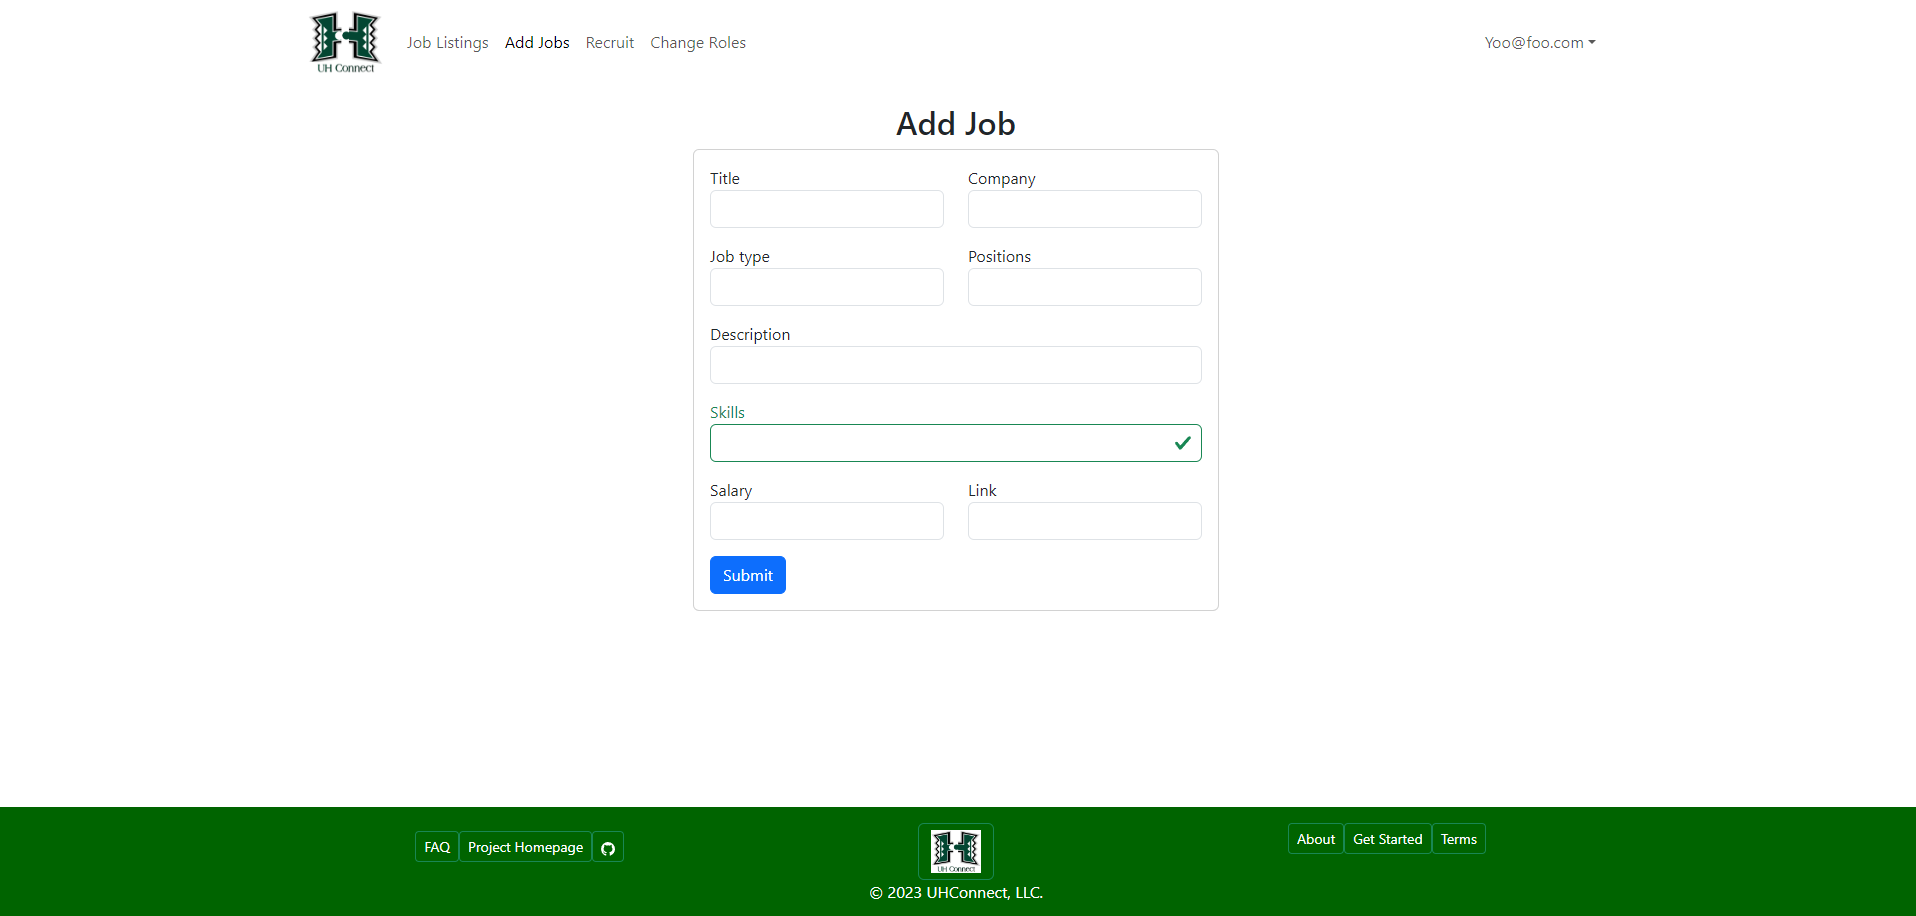 UH Connect
Job Listings Add Jobs Recruit Change Roles Yoo@foo.com
Add Job
Title Company
Job type Positions
Description
Skills
Salary Link
Submit
FAQ Project Homepage
UH Connect
About Get Started Terms
© 2023 UHConnect, LLC.